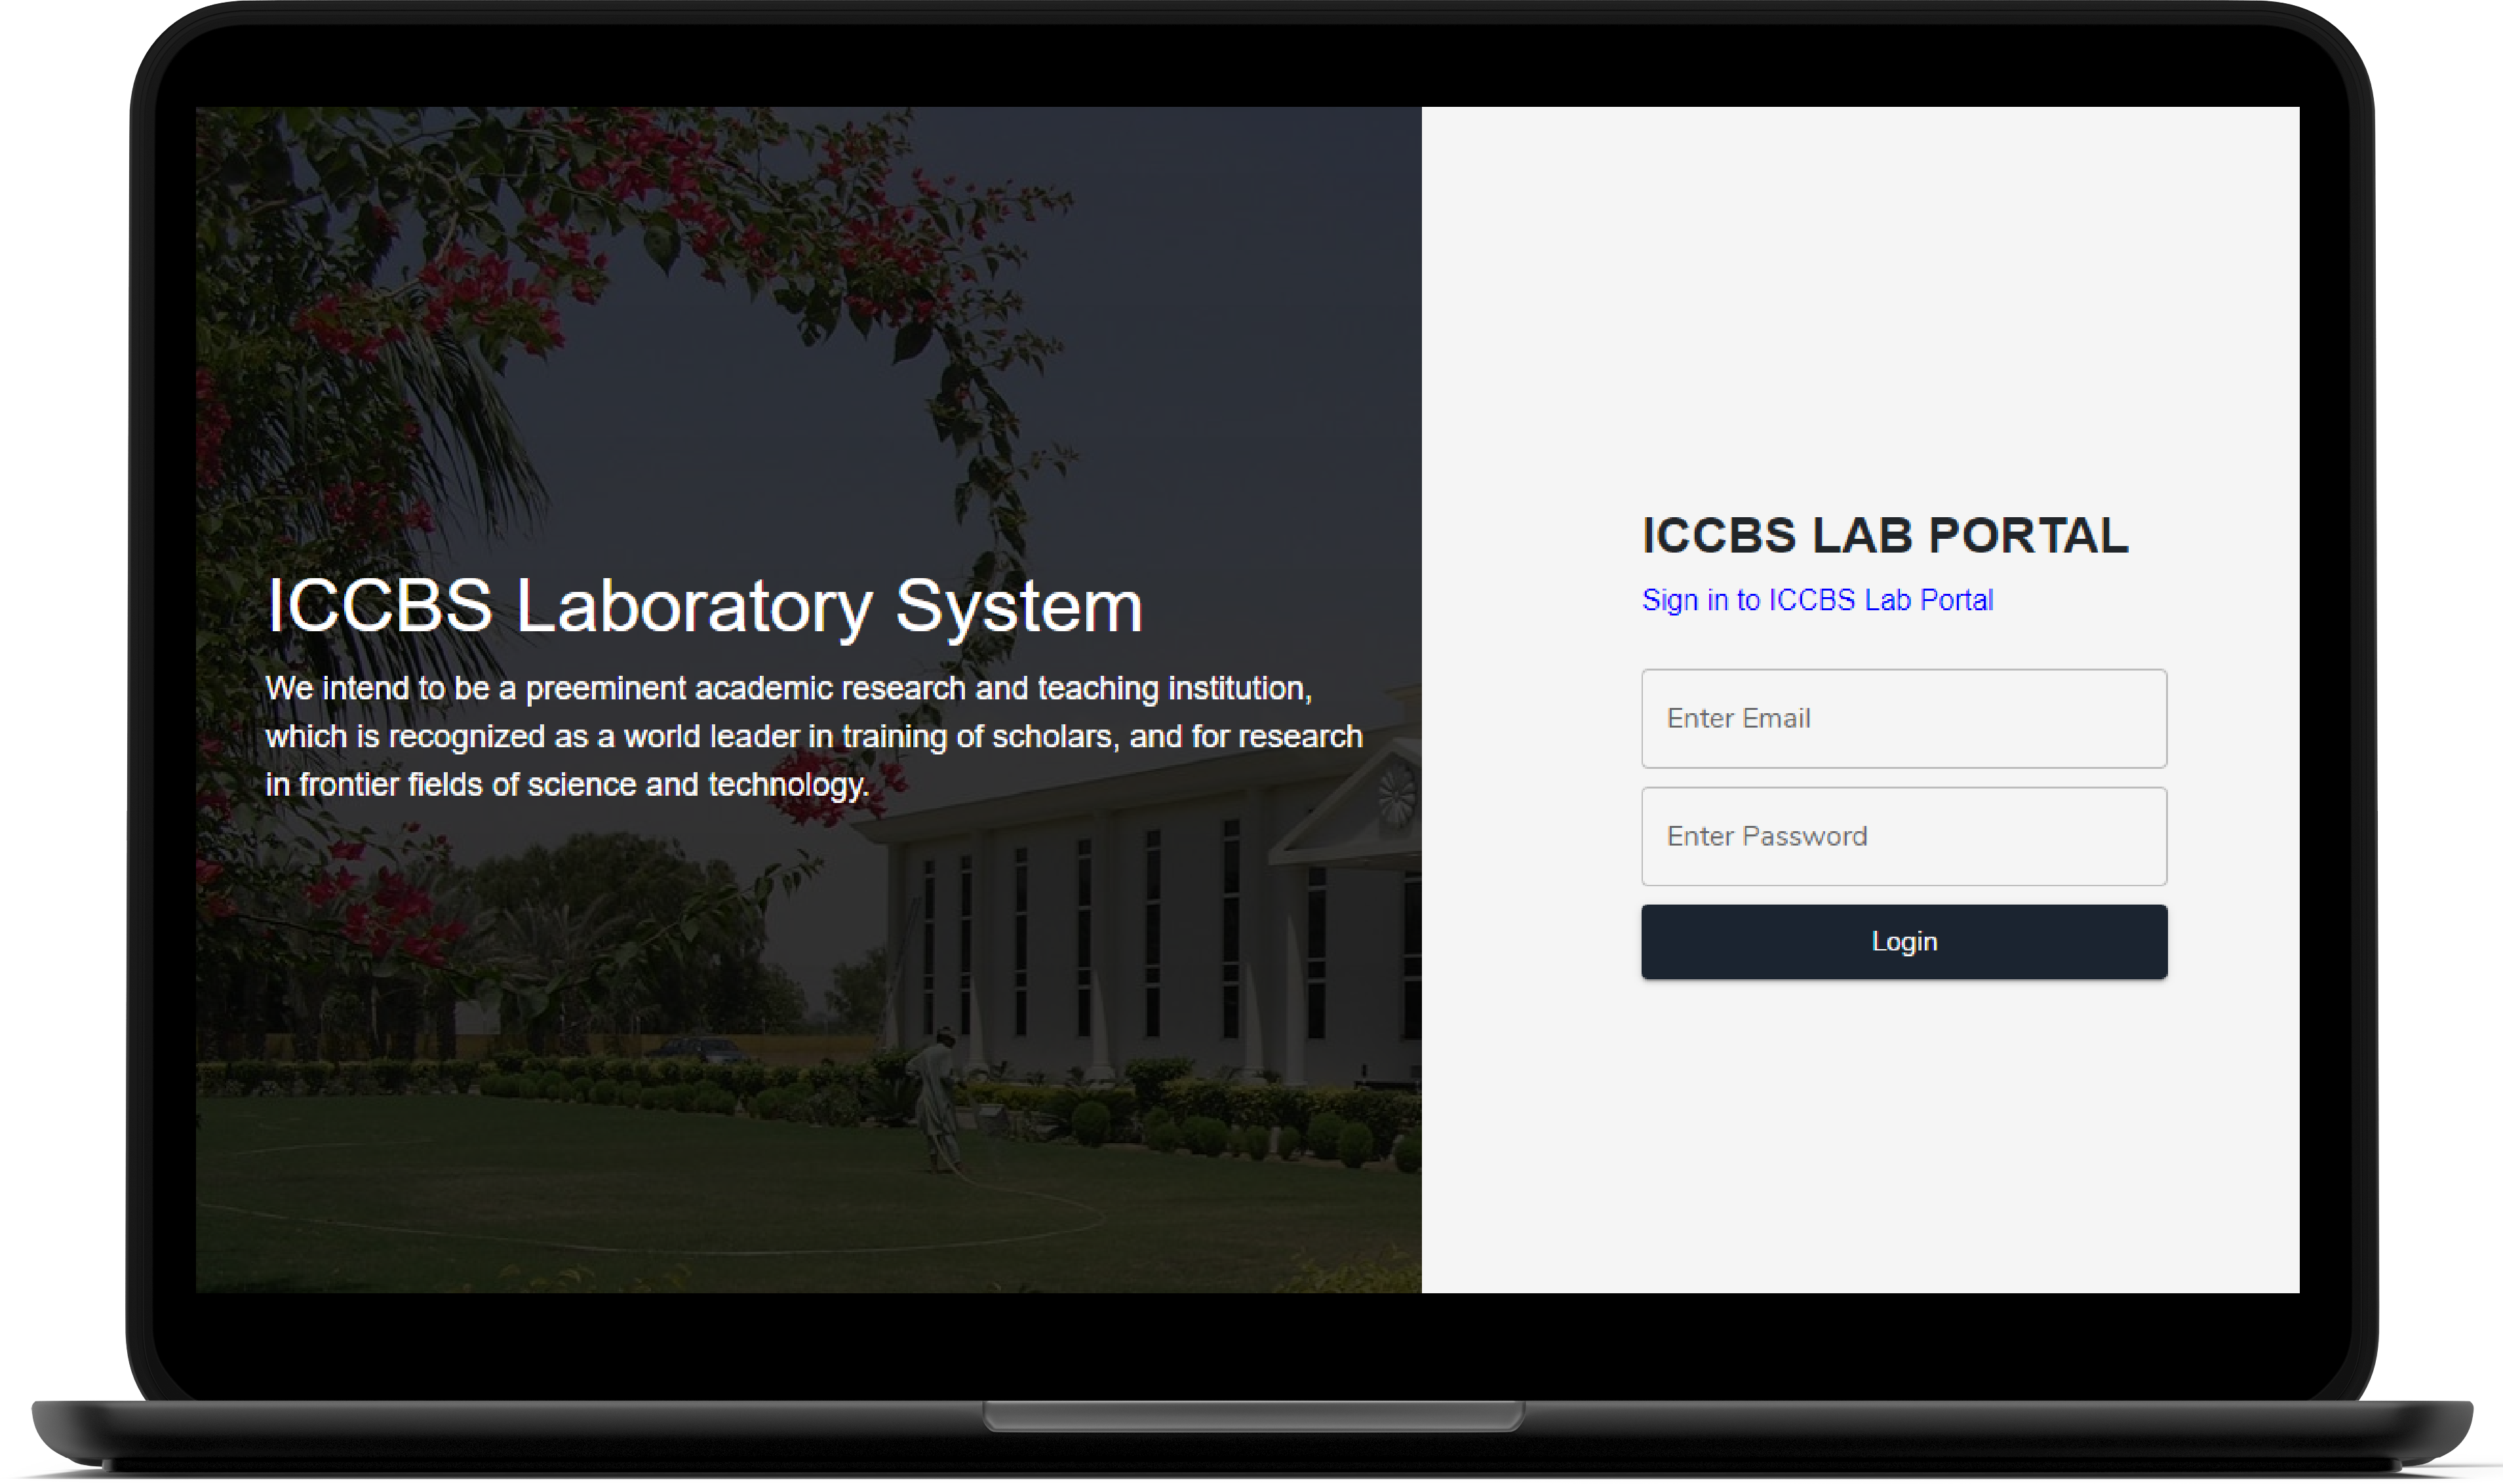 ICCBS Laboratory System
We intend to be a preeminent academic research and teaching institution,
which is recognized as a world leader in training of scholars, and for research
in frontier fields of science and technology.
ICCBS LAB PORTAL
Sign in to ICCBS Lab Portal
Enter Email
Enter Password
Login